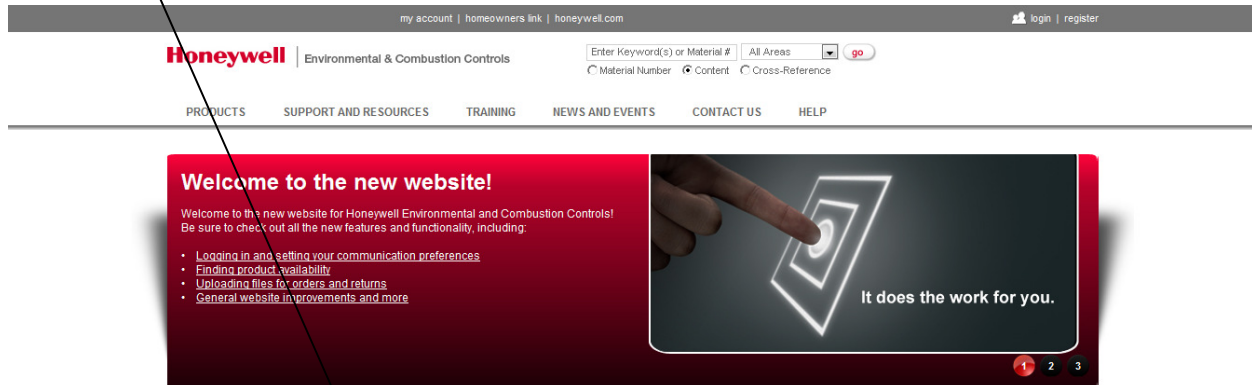 my account | homeowners link | honeywell.com
login | register
Honeywell | Environmental & Combustion Controls
Enter Keyword(s) or Material # All Areas go
Material Number Content Cross-Reference
PRODUCTS SUPPORT AND RESOURCES TRAINING NEWS AND EVENTS CONTACT US HELP
Welcome to the new website!
Welcome to the new website for Honeywell Environmental and Combustion Controls!
Be sure to check out all the new features and functionality, including:
• Logging in and setting your communication preferences
• Finding product availability
• Uploading files for orders and returns
• General website improvements and more
It does the work for you.
1 2 3